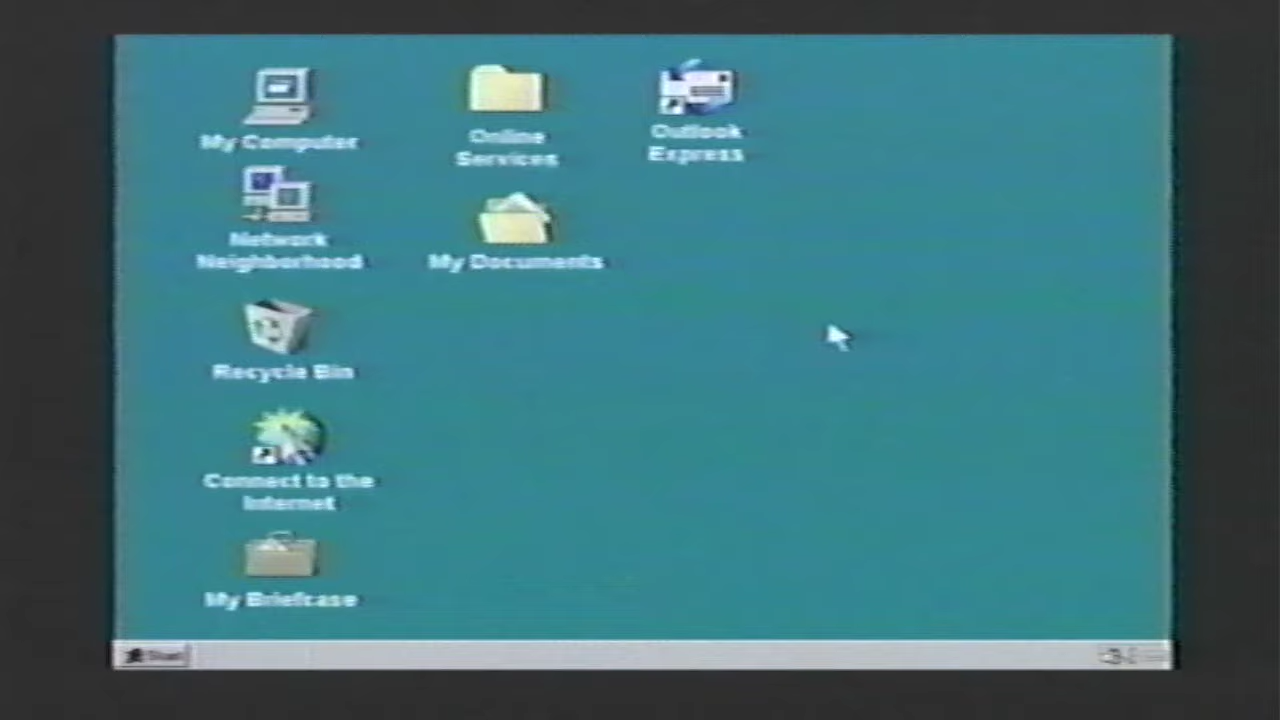 My Computer
Online
Services
Outlook
Express
Network
Neighborhood
My Documents
Recycle Bin
Connect to the
Internet
My Briefcase
Start